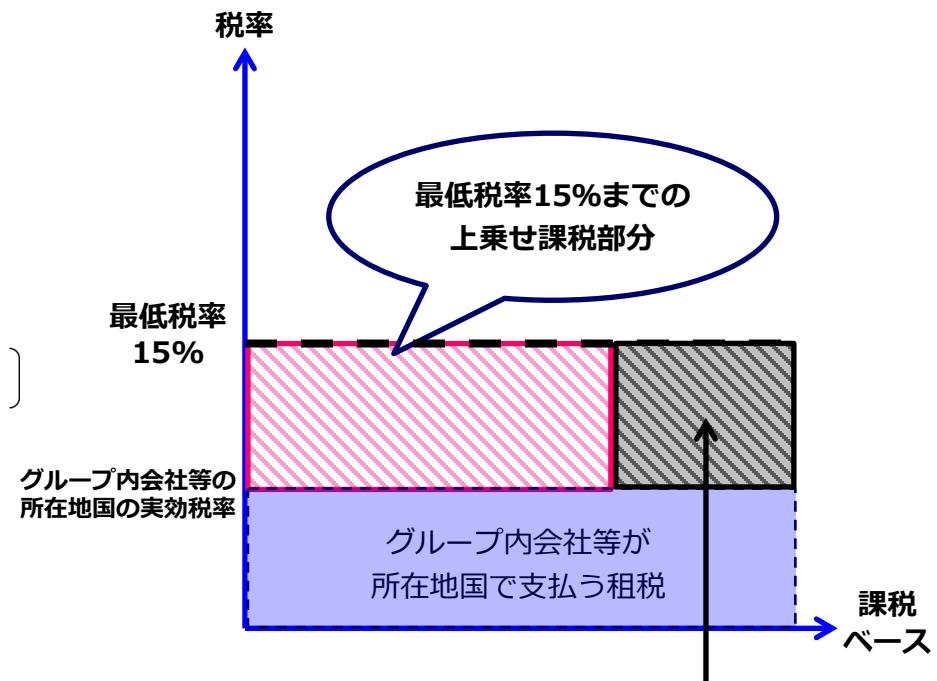 税率
最低税率15%までの
上乗せ課税部分
最低税率
15%
グループ内会社等の
所在地国の実効税率
グループ内会社等が
所在地国で支払う租税
課税
ベース